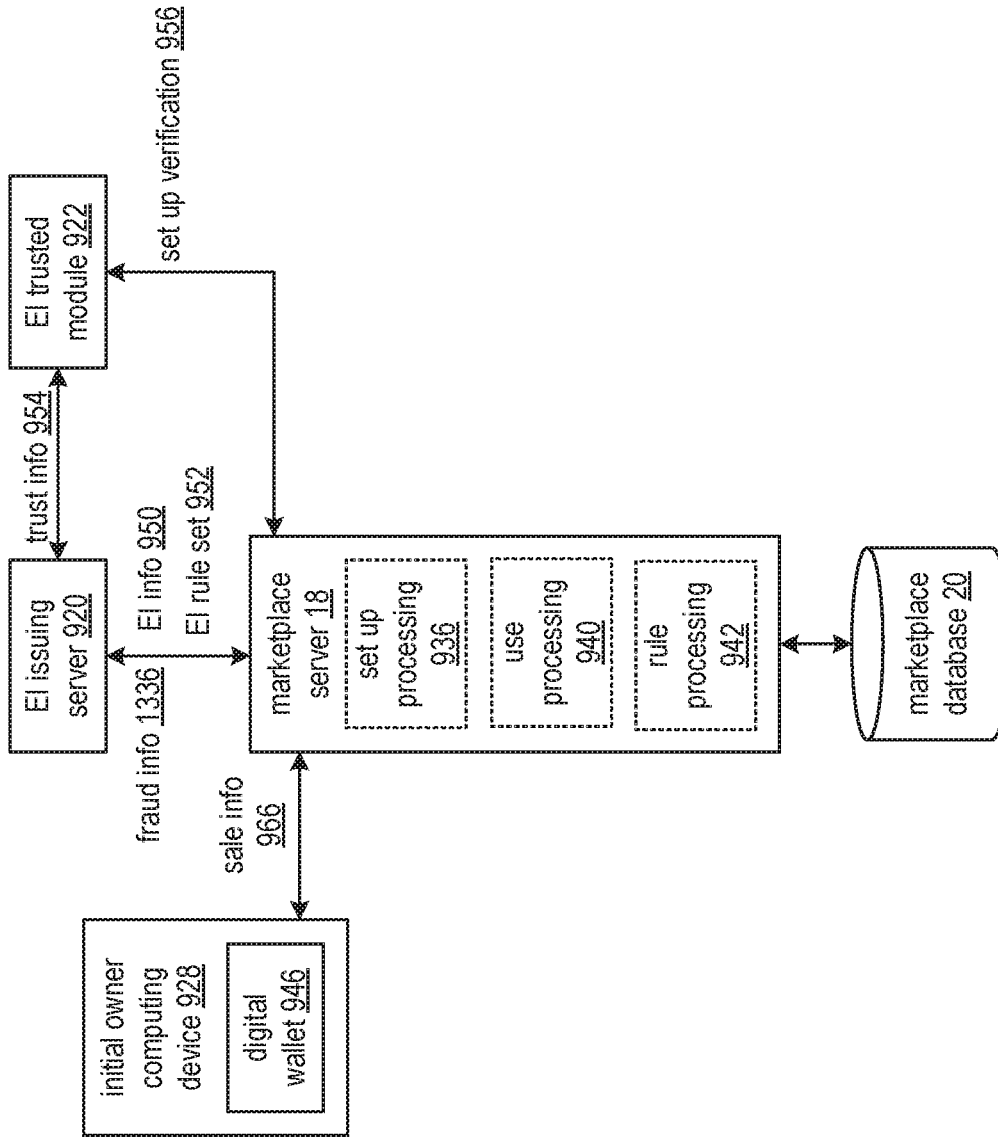 EI issuing
server 920
trust info 954
EI trusted
module 922
fraud info 1336
EI info 950
EI rule set 952
set up verification 956
initial owner
computing
device 928
digital
wallet 946
sale info
966
marketplace
server 18
set up
processing
936
use
processing
940
rule
processing
942
marketplace
database 20